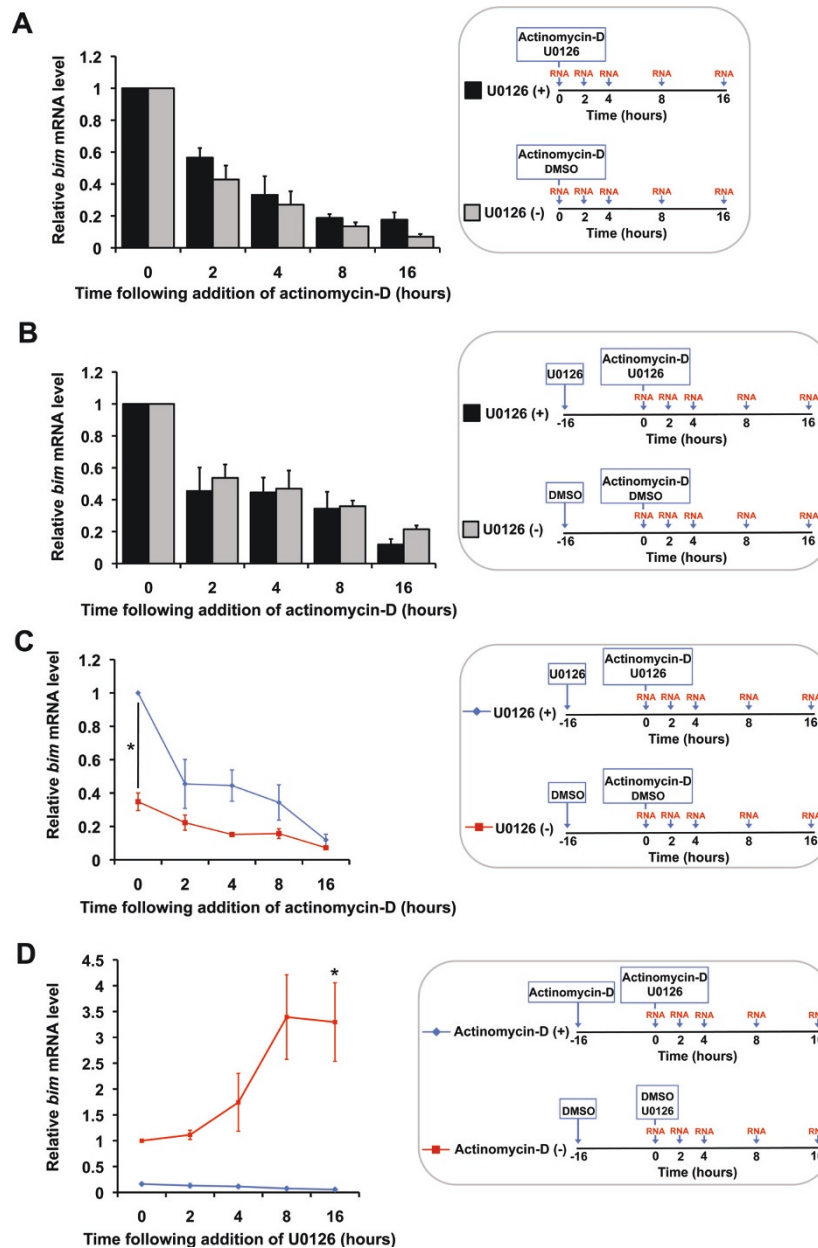 A
Relative bim mRNA level
1.2
1
0.8
0.6
0.4
0.2
0
0 2 4 8 16
Time following addition of actinomycin-D (hours)
Actinomycin-D
U0126
RNA RNA RNA RNA RNA
U0126 (+)
0 2 4 8 16
Time (hours)
Actinomycin-D
DMSO
RNA RNA RNA RNA RNA
U0126 (-)
0 2 4 8 16
Time (hours)
B
Relative bim mRNA level
1.2
1
0.8
0.6
0.4
0.2
0
0 2 4 8 16
Time following addition of actinomycin-D (hours)
U0126
Actinomycin-D
U0126
RNA RNA RNA RNA RNA
U0126 (+)
-16 0 2 4 8 16
Time (hours)
DMSO
Actinomycin-D
DMSO
RNA RNA RNA RNA RNA
U0126 (-)
-16 0 2 4 8 16
Time (hours)
C
Relative bim mRNA level
1.2
1
0.8
0.6
0.4
0.2
0
*
0 2 4 8 16
Time following addition of actinomycin-D (hours)
U0126
Actinomycin-D
U0126
RNA RNA RNA RNA RNA
U0126 (+)
-16 0 2 4 8 16
Time (hours)
DMSO
Actinomycin-D
DMSO
RNA RNA RNA RNA RNA
U0126 (-)
-16 0 2 4 8 16
Time (hours)
D
Relative bim mRNA level
4.5
4
3.5
3
2.5
2
1.5
1
0.5
0
*
0 2 4 8 16
Time following addition of U0126 (hours)
Actinomycin-D
Actinomycin-D
U0126
RNA RNA RNA RNA
Actinomycin-D (+)
-16 0 2 4 8
Time (hours)
DMSO
DMSO
U0126
RNA RNA RNA RNA
Actinomycin-D (-)
-16 0 2 4 8
Time (hours)